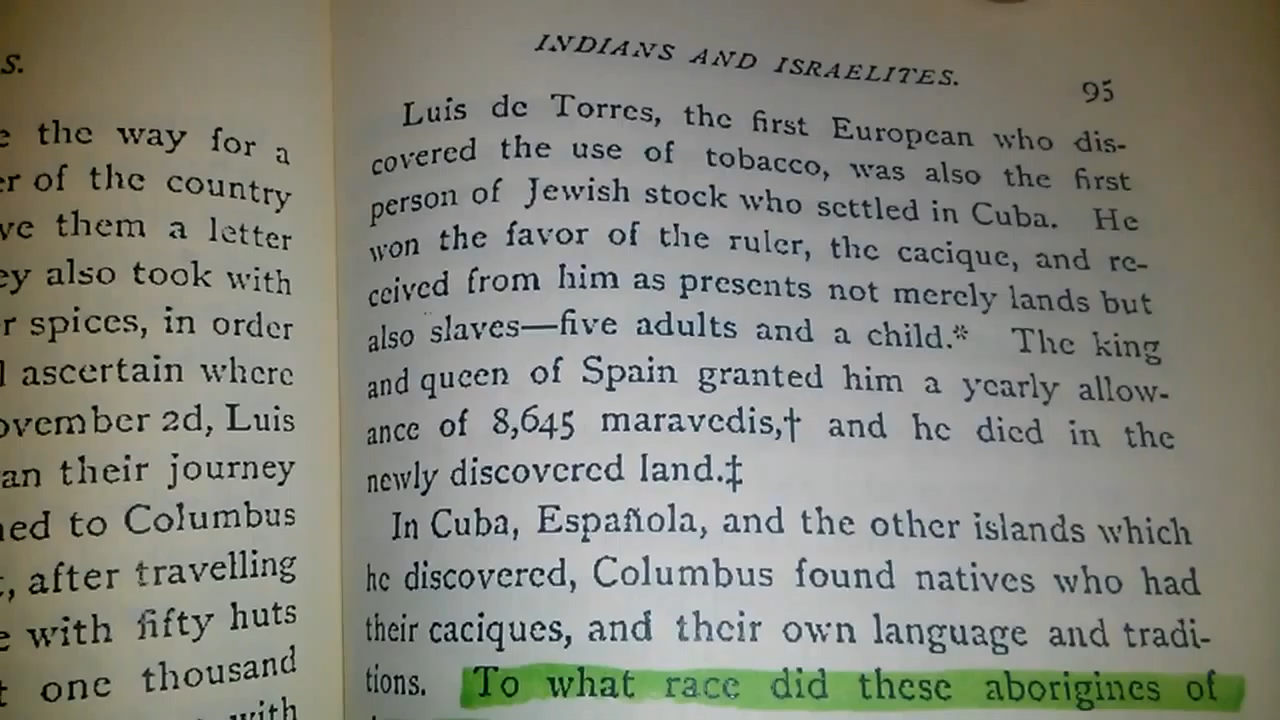 S.
the way for a
er of the country
ve them a letter
ey also took with
r spices, in order
l ascertain where
ovember 2d, Luis
an their journey
ned to Columbus
, after travelling
e with fifty huts
t one thousand
with
INDIANS AND ISRAELITES. 95
Luis de Torres, the first European who dis-
covered the use of tobacco, was also the first
person of Jewish stock who settled in Cuba. He
won the favor of the ruler, the cacique, and re-
ceived from him as presents not merely lands but
also slaves—five adults and a child.* The king
and queen of Spain granted him a yearly allow-
ance of 8,645 maravedis,† and he died in the
newly discovered land.‡
In Cuba, Española, and the other islands which
he discovered, Columbus found natives who had
their caciques, and their own language and tradi-
tions. To what race did these aborigines of